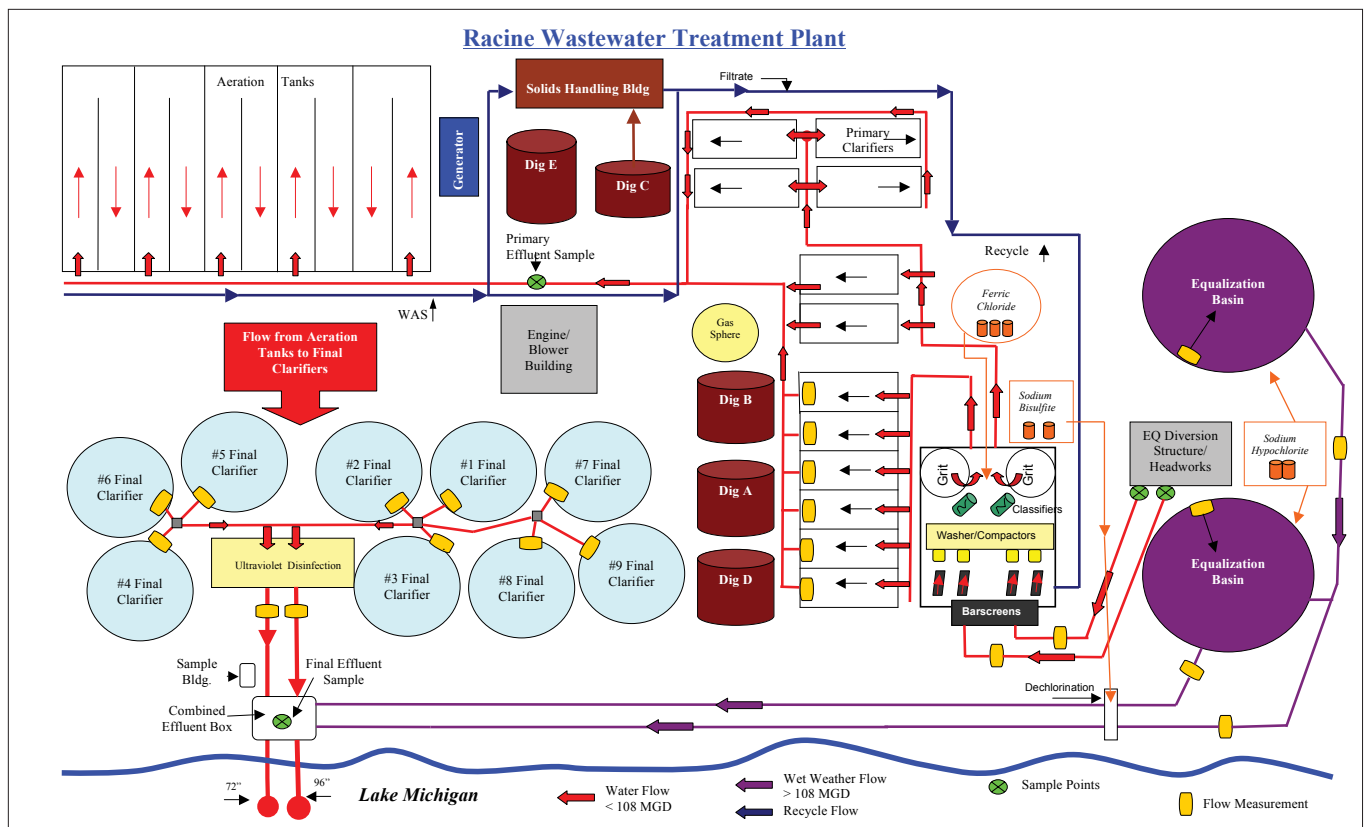 Racine Wastewater Treatment Plant
Aeration Tanks
Generator
Solids Handling Bldg
Filtrate
Dig E
Dig C
Primary
Clarifiers
Primary
Effluent Sample
WAS
Recycle
Ferric
Chloride
Equalization
Basin
Flow from Aeration
Tanks to Final
Clarifiers
Engine/
Blower
Building
Gas
Sphere
Dig B
Dig A
Dig D
Sodium
Bisulfite
EQ Diversion
Structure/
Headworks
Sodium
Hypochlorite
Grit
Grit
Classifiers
Washer/Compactors
Barscreens
Equalization
Basin
#6 Final
Clarifier
#5 Final
Clarifier
#2 Final
Clarifier
#1 Final
Clarifier
#7 Final
Clarifier
#4 Final
Clarifier
#3 Final
Clarifier
#8 Final
Clarifier
#9 Final
Clarifier
Ultraviolet Disinfection
Sample
Bldg.
Final Effluent
Sample
Combined
Effluent Box
Dechlorination
72”
96”
Lake Michigan
Water Flow
< 108 MGD
Wet Weather Flow
> 108 MGD
Recycle Flow
Sample Points
Flow Measurement